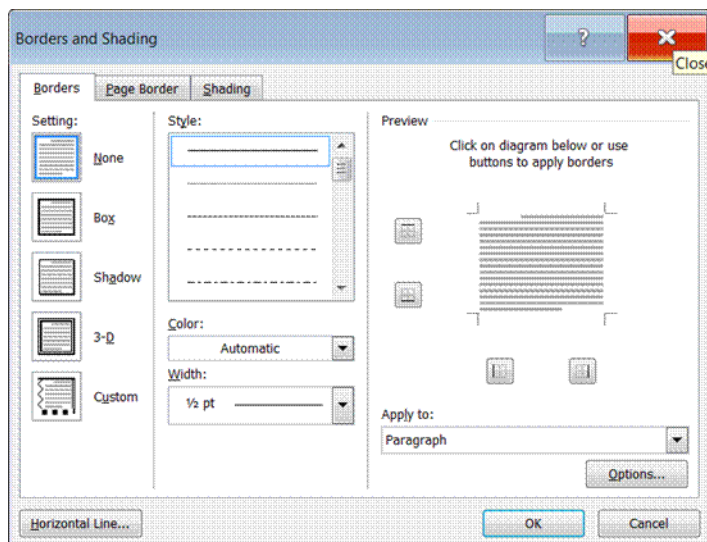 Borders and Shading
?
Close
Borders
Page Border
Shading
Setting:
None
Box
Shadow
3-D
Custom
Style:
Color:
Automatic
Width:
½ pt
Preview
Click on diagram below or use
buttons to apply borders
Apply to:
Paragraph
Options...
Horizontal Line...
OK
Cancel